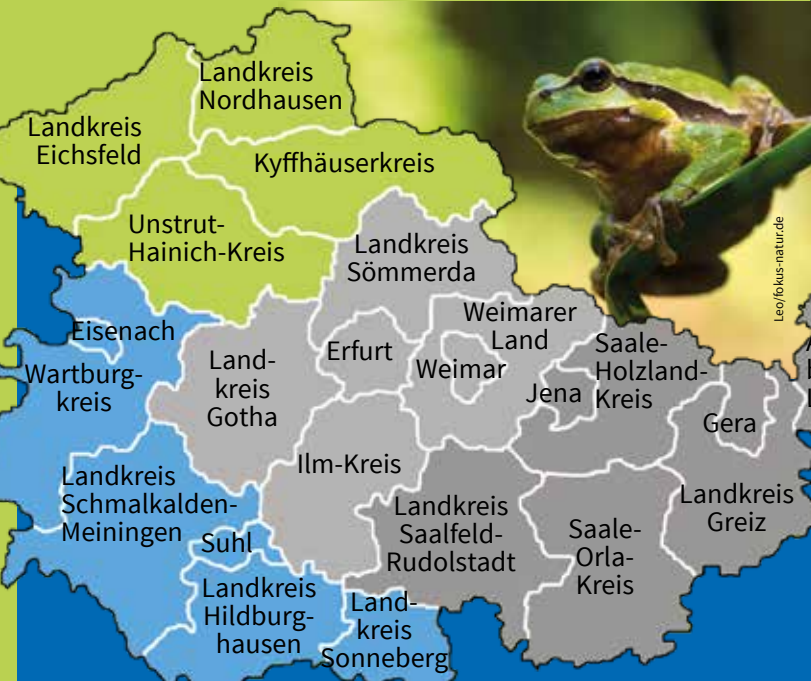 Landkreis
Nordhausen
Landkreis
Eichsfeld
Kyffhäuserkreis
Unstrut-
Hainich-Kreis
Landkreis
Sömmerda
Leo/fokus-natur.de
Eisenach
Wartburg-
kreis
Land-
kreis
Gotha
Erfurt
Weimarer
Land
Weimar
Jena
Saale-
Holzland-
Kreis
Gera
Landkreis
Greiz
Ilm-Kreis
Landkreis
Schmalkalden-
Meiningen
Suhl
Landkreis
Saalfeld-
Rudolstadt
Saale-
Orla-
Kreis
Landkreis
Hildburg-
hausen
Land-
kreis
Sonneberg